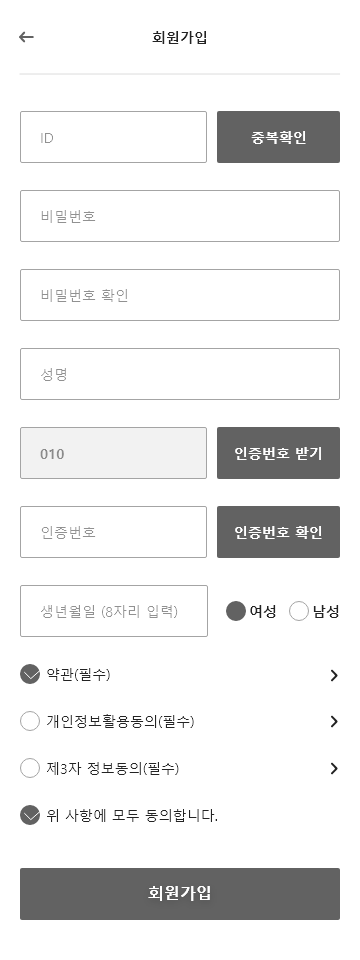 회원가입
ID
중복확인
비밀번호
비밀번호 확인
성명
010
인증번호 받기
인증번호
인증번호 확인
생년월일 (8자리 입력)
여성
남성
약관(필수)
개인정보활용동의(필수)
제3자 정보동의(필수)
위 사항에 모두 동의합니다.
회원가입